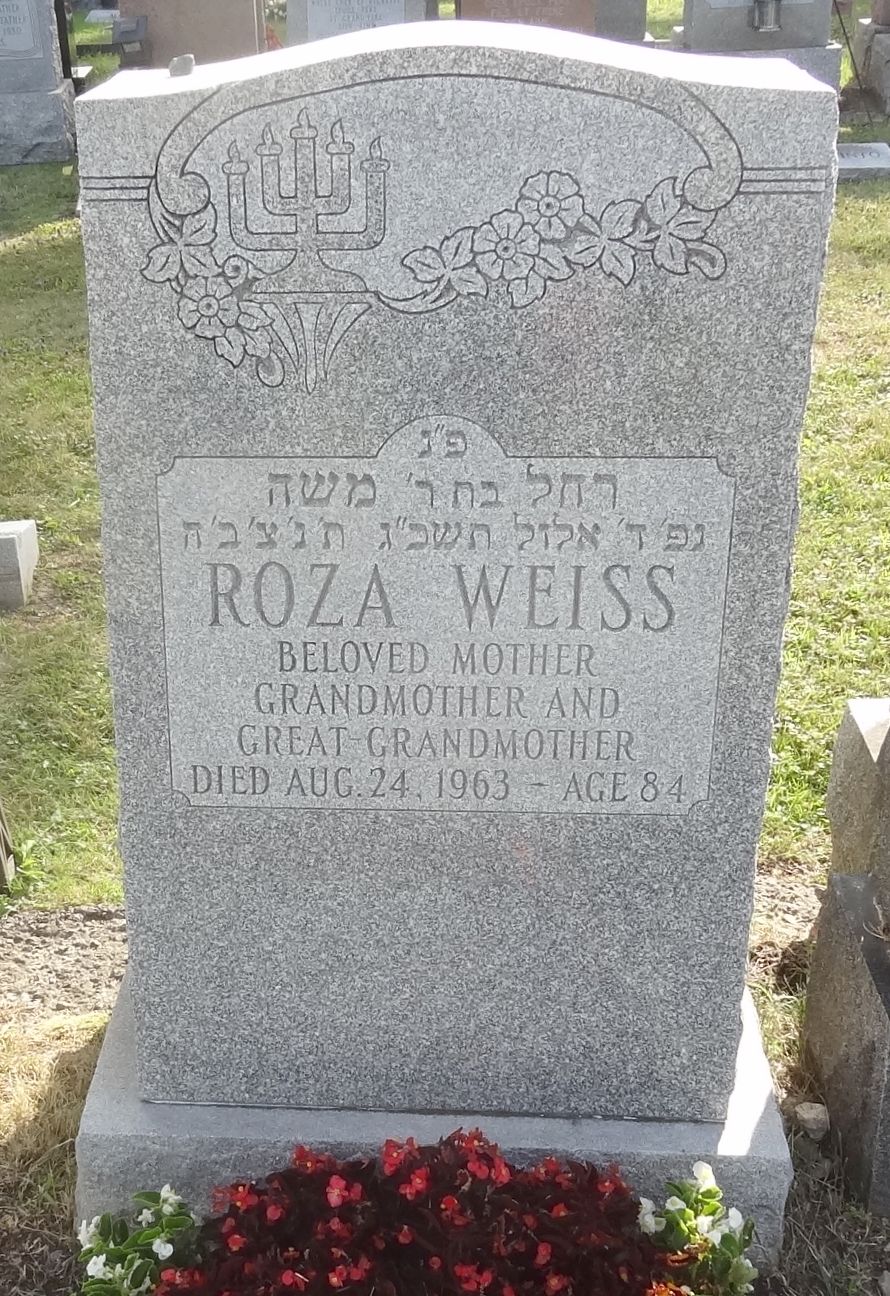 פ"נ
רחל בת ר' משה
נפ' ד' אלול תשכ"ג ת'נ'צ'ב'ה
ROZA WEISS
BELOVED MOTHER
GRANDMOTHER AND
GREAT-GRANDMOTHER
DIED AUG. 24, 1963 - AGE 84